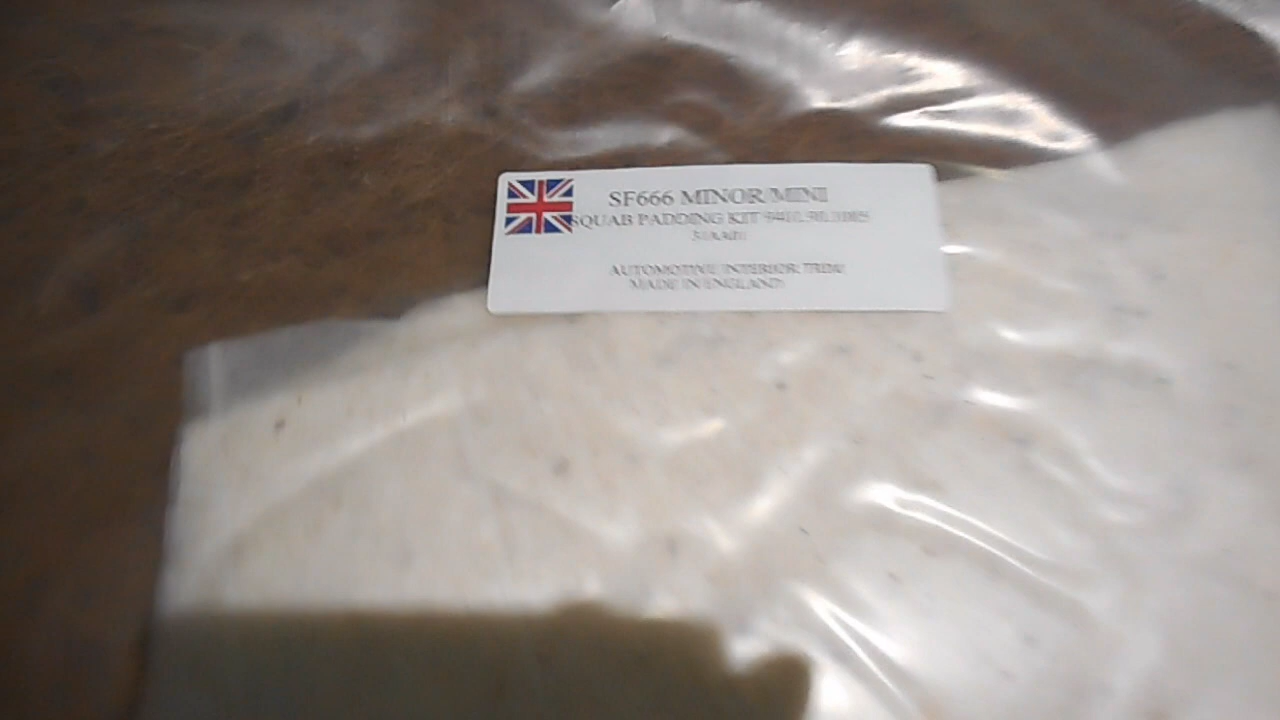 SF666 MINOR/MINI
SQUAB PADDING KIT
AUTOMOTIVE INTERIOR TRIM
MADE IN ENGLAND